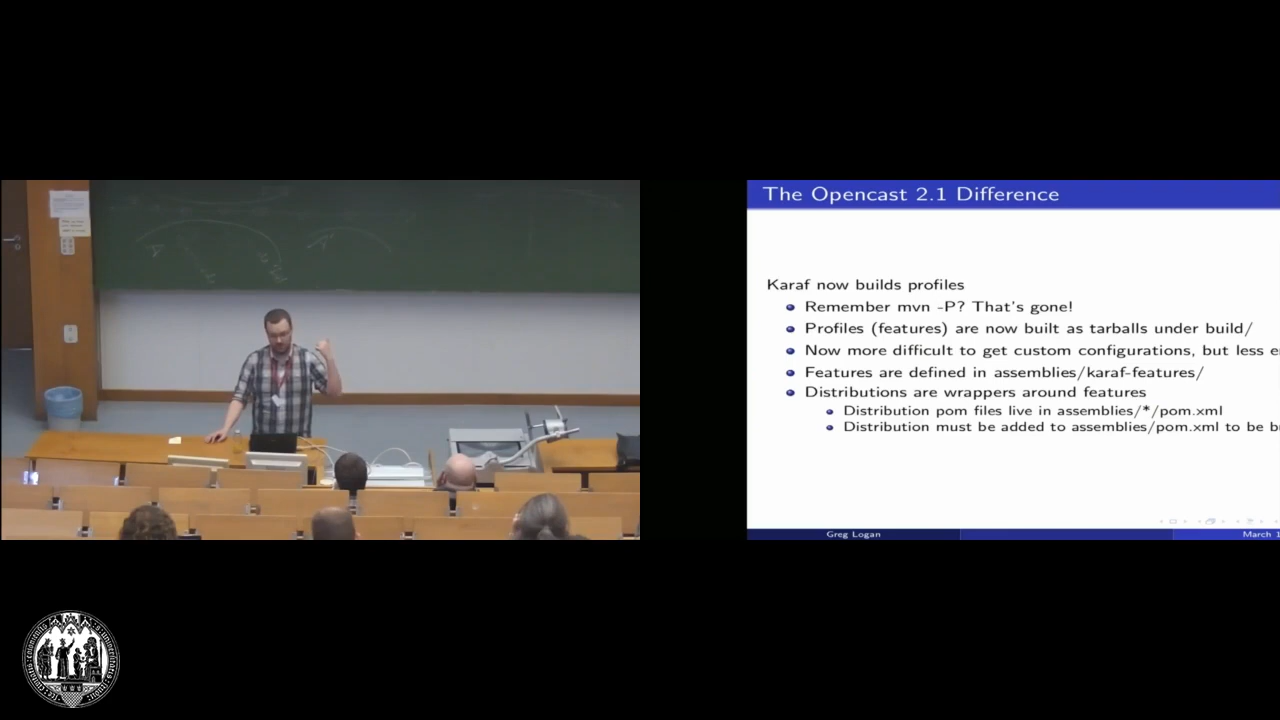 The Opencast 2.1 Difference
Karaf now builds profiles
Remember mvn -P? That's gone!
Profiles (features) are now built as tarballs under build/
Now more difficult to get custom configurations, but less e
Features are defined in assemblies/karaf-features/
Distributions are wrappers around features
Distribution pom files live in assemblies/*/pom.xml
Distribution must be added to assemblies/pom.xml to be b
Greg Logan
March 1